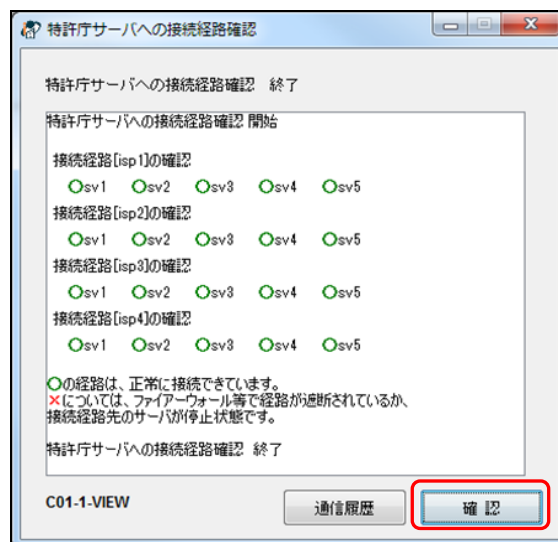 特許庁サーバへの接続経路確認
特許庁サーバへの接続経路確認 終了
特許庁サーバへの接続経路確認 開始
接続経路[isp1]の確認
○sv1 ○sv2 ○sv3 ○sv4 ○sv5
接続経路[isp2]の確認
○sv1 ○sv2 ○sv3 ○sv4 ○sv5
接続経路[isp3]の確認
○sv1 ○sv2 ○sv3 ○sv4 ○sv5
接続経路[isp4]の確認
○sv1 ○sv2 ○sv3 ○sv4 ○sv5
○の経路は、正常に接続できています。
×については、ファイアーウォール等で経路が遮断されているか、
接続経路先のサーバが停止状態です。
特許庁サーバへの接続経路確認 終了
C01-1-VIEW 通信履歴 確認